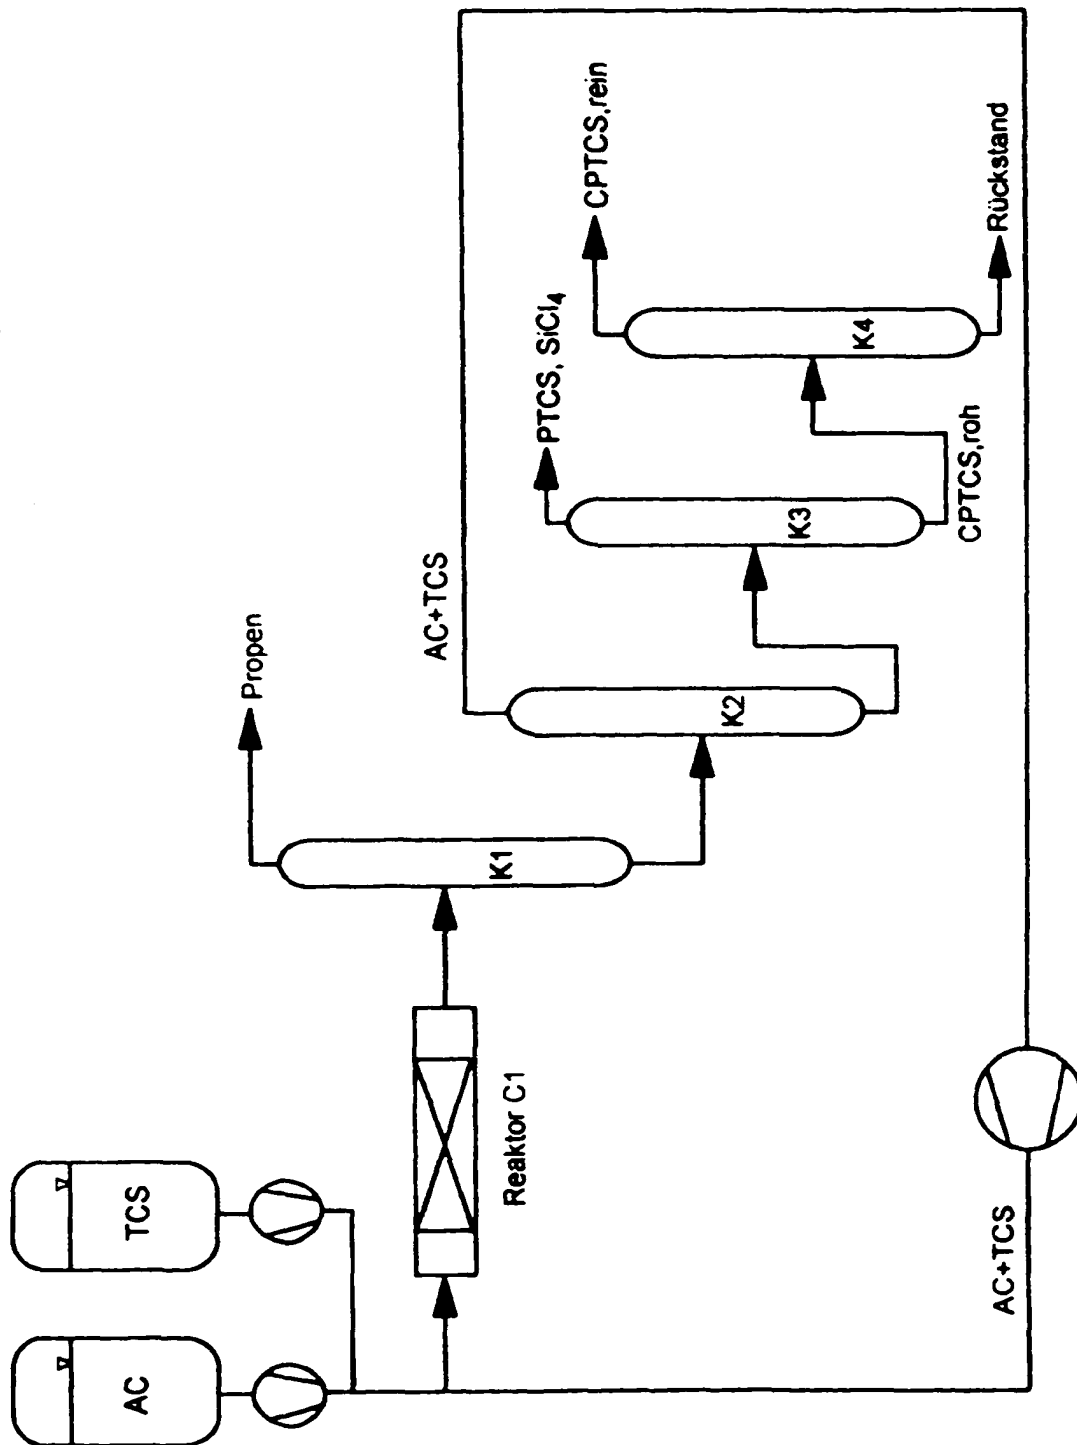 TCS
AC
Reaktor C1
Propen
K1
AC+TCS
K2
PTCS, SiCl₄
K3
CPTCS,roh
CPTCS,rein
K4
Rückstand
AC+TCS